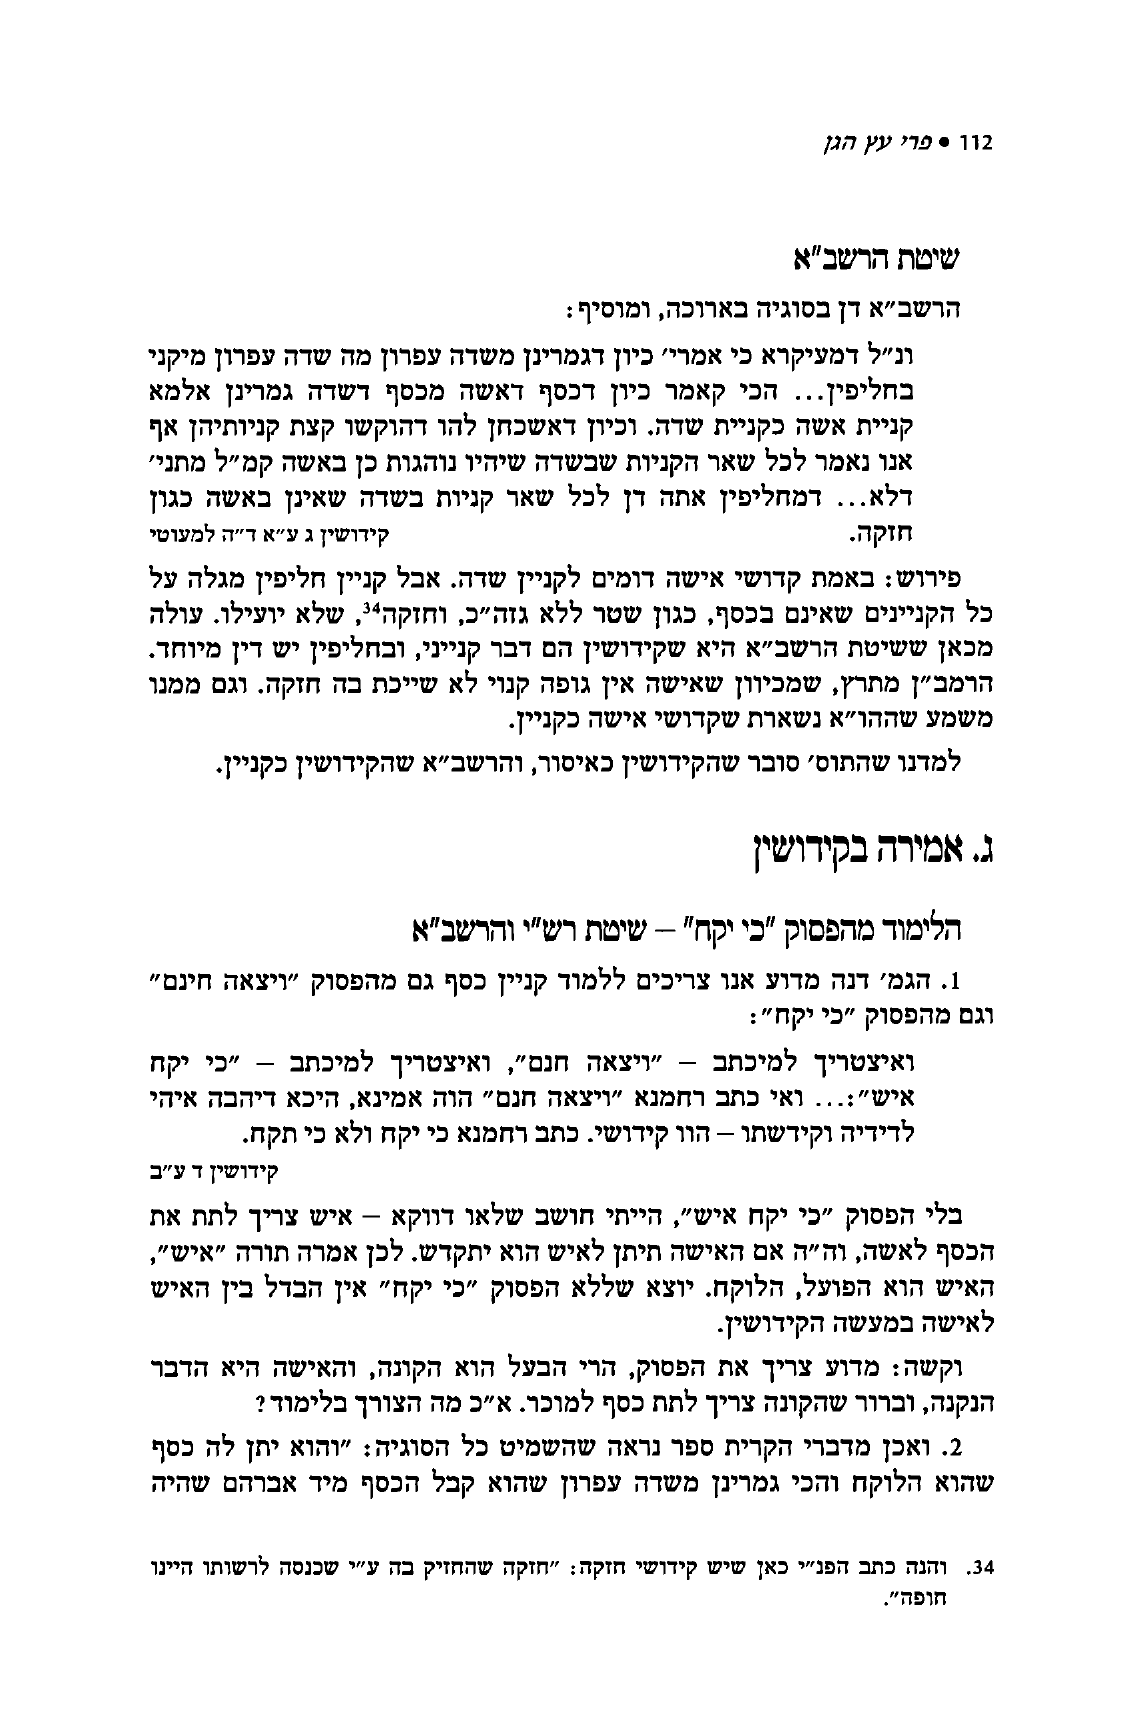 112 • פרי עץ הגן
שיטת הרשב"א
הרשב"א דן בסוגיה בארוכה, ומוסיף:
ונ"ל דמעיקרא כי אמרי' כיון דגמרינן משדה עפרון מה שדה עפרון מיקני
בחליפין... הכי קאמר כיון דכסף דאשה מכסף דשדה גמרינן אלמא
קניית אשה כקניית שדה. וכיון דאשכחן להו דהוקשו קצת קניותיהן אף
אנו נאמר לכל שאר הקניות שבשדה שיהיו נוהגות כן באשה קמ"ל מתני'
דלא... דמחליפין אתה דן לכל שאר קניות בשדה שאינן באשה כגון
חזקה. קידושין ג ע"א ד"ה למעוטי
פירוש: באמת קדושי אישה דומים לקניין שדה. אבל קניין חליפין מגלה על
כל הקניינים שאינם בכסף, כגון שטר ללא גזה"כ, וחזקה34, שלא יועילו. עולה
מכאן ששיטת הרשב"א היא שקידושין הם דבר קנייני, ובחליפין יש דין מיוחד.
הרמב"ן מתרץ, שמכיוון שאישה אין גופה קנוי לא שייכת בה חזקה. וגם ממנו
משמע שההו"א נשארת שקדושי אישה כקניין.
למדנו שהתוס' סובר שהקידושין כאיסור, והרשב"א שהקידושין כקניין.
ג. אמירה בקידושין
הלימוד מהפסוק "כי יקח" – שיטת רש"י והרשב"א
1. הגמ' דנה מדוע אנו צריכים ללמוד קניין כסף גם מהפסוק "ויצאה חינם"
וגם מהפסוק "כי יקח":
ואיצטריך למיכתב – "ויצאה חנם", ואיצטריך למיכתב – "כי יקח
איש":... ואי כתב רחמנא "ויצאה חנם" הוה אמינא, היכא דיהבה איהי
לדידיה וקידשתו – הוו קידושי. כתב רחמנא כי יקח ולא כי תקח.
קידושין ד ע"ב
בלי הפסוק "כי יקח איש", הייתי חושב שלאו דווקא – איש צריך לתת את
הכסף לאשה, וה"ה אם האישה תיתן לאיש הוא יתקדש. לכן אמרה תורה "איש",
האיש הוא הפועל, הלוקח. יוצא שללא הפסוק "כי יקח" אין הבדל בין האיש
לאישה במעשה הקידושין.
וקשה: מדוע צריך את הפסוק, הרי הבעל הוא הקונה, והאישה היא הדבר
הנקנה, וברור שהקונה צריך לתת כסף למוכר. א"כ מה הצורך בלימוד?
2. ואכן מדברי הקרית ספר נראה שהשמיט כל הסוגיה: "והוא יתן לה כסף
שהוא הלוקח והכי גמרינן משדה עפרון שהוא קבל הכסף מיד אברהם שהיה
34. והנה כתב הפנ"י כאן שיש קידושי חזקה: "חזקה שהחזיק בה ע"י שכנסה לרשותו היינו
חופה".